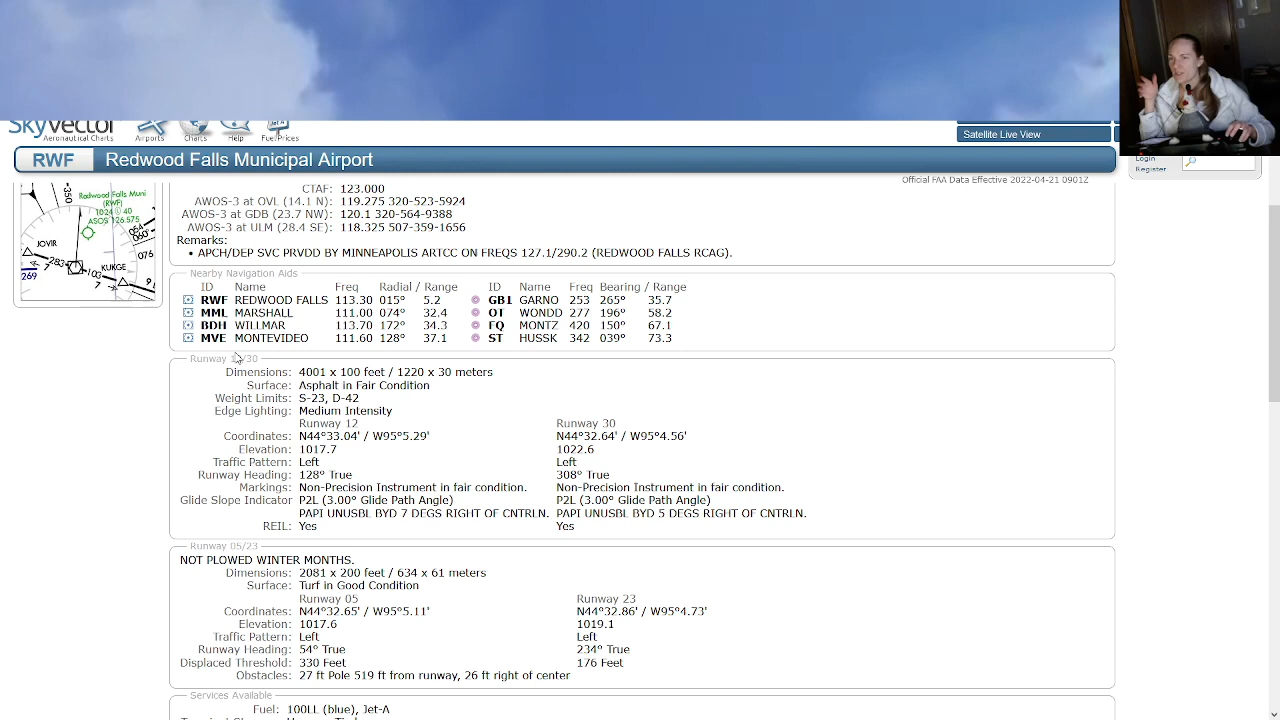 SkyVector
Aeronautical Charts
Airports
Charts
Help
Fuel Prices
Satellite Live View
RWF
Redwood Falls Municipal Airport
Login
Register
Official FAA Data Effective 2022-04-21 0901Z
Redwood Falls Muni
(RWF)
1024 40
ASOS 126.575
JOVIR
KUKGE
350
283
103
269
076
CTAF: 123.000
AWOS-3 at OVL (14.1 N): 119.275 320-523-5924
AWOS-3 at GDB (23.7 NW): 120.1 320-564-9388
AWOS-3 at ULM (28.4 SE): 118.325 507-359-1656
Remarks:
• APCH/DEP SVC PRVDD BY MINNEAPOLIS ARTCC ON FREQS 127.1/290.2 (REDWOOD FALLS RCAG).
Nearby Navigation Aids
ID Name Freq Radial / Range ID Name Freq Bearing / Range
RWF REDWOOD FALLS 113.30 015° 5.2 GB1 GARNO 253 265° 35.7
MML MARSHALL 111.00 074° 32.4 OT WONDD 277 196° 58.2
BDH WILLMAR 113.70 172° 34.3 FQ MONTZ 420 150° 67.1
MVE MONTEVIDEO 111.60 128° 37.1 ST HUSSK 342 039° 73.3
Runway 12/30
Dimensions: 4001 x 100 feet / 1220 x 30 meters
Surface: Asphalt in Fair Condition
Weight Limits: S-23, D-42
Edge Lighting: Medium Intensity
Runway 12 Runway 30
Coordinates: N44°33.04' / W95°5.29' N44°32.64' / W95°4.56'
Elevation: 1017.7 1022.6
Traffic Pattern: Left Left
Runway Heading: 128° True 308° True
Markings: Non-Precision Instrument in fair condition. Non-Precision Instrument in fair condition.
Glide Slope Indicator P2L (3.00° Glide Path Angle) P2L (3.00° Glide Path Angle)
PAPI UNUSBL BYD 7 DEGS RIGHT OF CNTRLN. PAPI UNUSBL BYD 5 DEGS RIGHT OF CNTRLN.
REIL: Yes Yes
Runway 05/23
NOT PLOWED WINTER MONTHS.
Dimensions: 2081 x 200 feet / 634 x 61 meters
Surface: Turf in Good Condition
Runway 05 Runway 23
Coordinates: N44°32.65' / W95°5.11' N44°32.86' / W95°4.73'
Elevation: 1017.6 1019.1
Traffic Pattern: Left Left
Runway Heading: 54° True 234° True
Displaced Threshold: 330 Feet 176 Feet
Obstacles: 27 ft Pole 519 ft from runway, 26 ft right of center
Services Available
Fuel: 100LL (blue), Jet-A